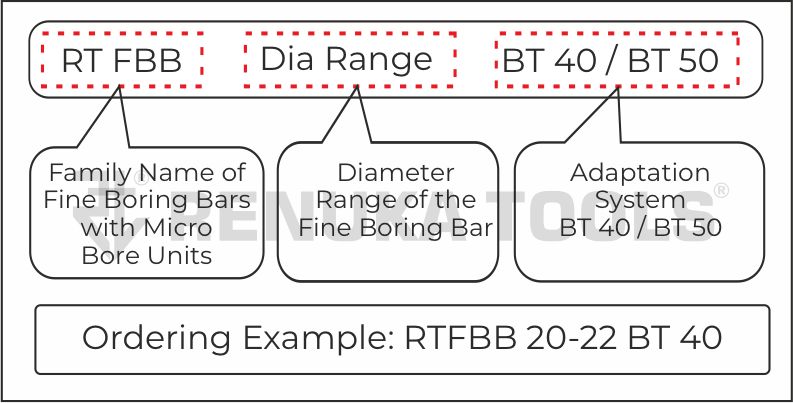 RT FBB Dia Range BT 40 / BT 50
Family Name of
Fine Boring Bars
with Micro
Bore Units
Diameter
Range of the
Fine Boring Bar
Adaptation
System
BT 40 / BT 50
® RENUKA TOOLS®
Ordering Example: RTFBB 20-22 BT 40